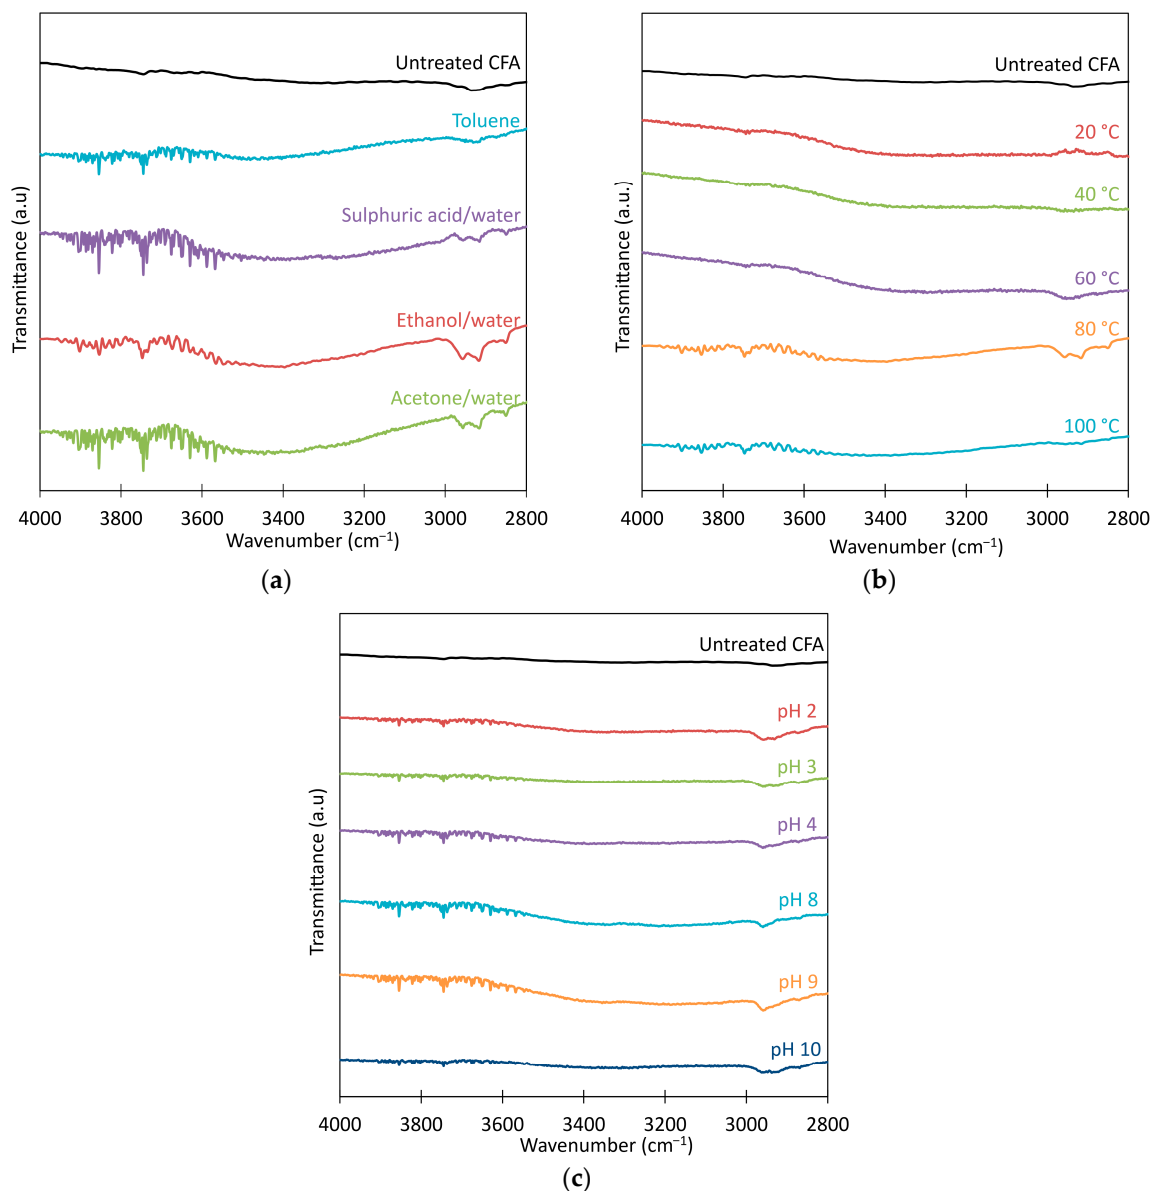 Untreated CFA
Toluene
Sulphuric acid/water
Ethanol/water
Acetone/water
Transmittance (a.u)
4000 3800 3600 3400 3200 3000 2800
Wavenumber (cm⁻¹)
(a)
Untreated CFA
20 °C
40 °C
60 °C
80 °C
100 °C
Transmittance (a.u.)
4000 3800 3600 3400 3200 3000 2800
Wavenumber (cm⁻¹)
(b)
Untreated CFA
pH 2
pH 3
pH 4
pH 8
pH 9
pH 10
Transmittance (a.u)
4000 3800 3600 3400 3200 3000 2800
Wavenumber (cm⁻¹)
(c)